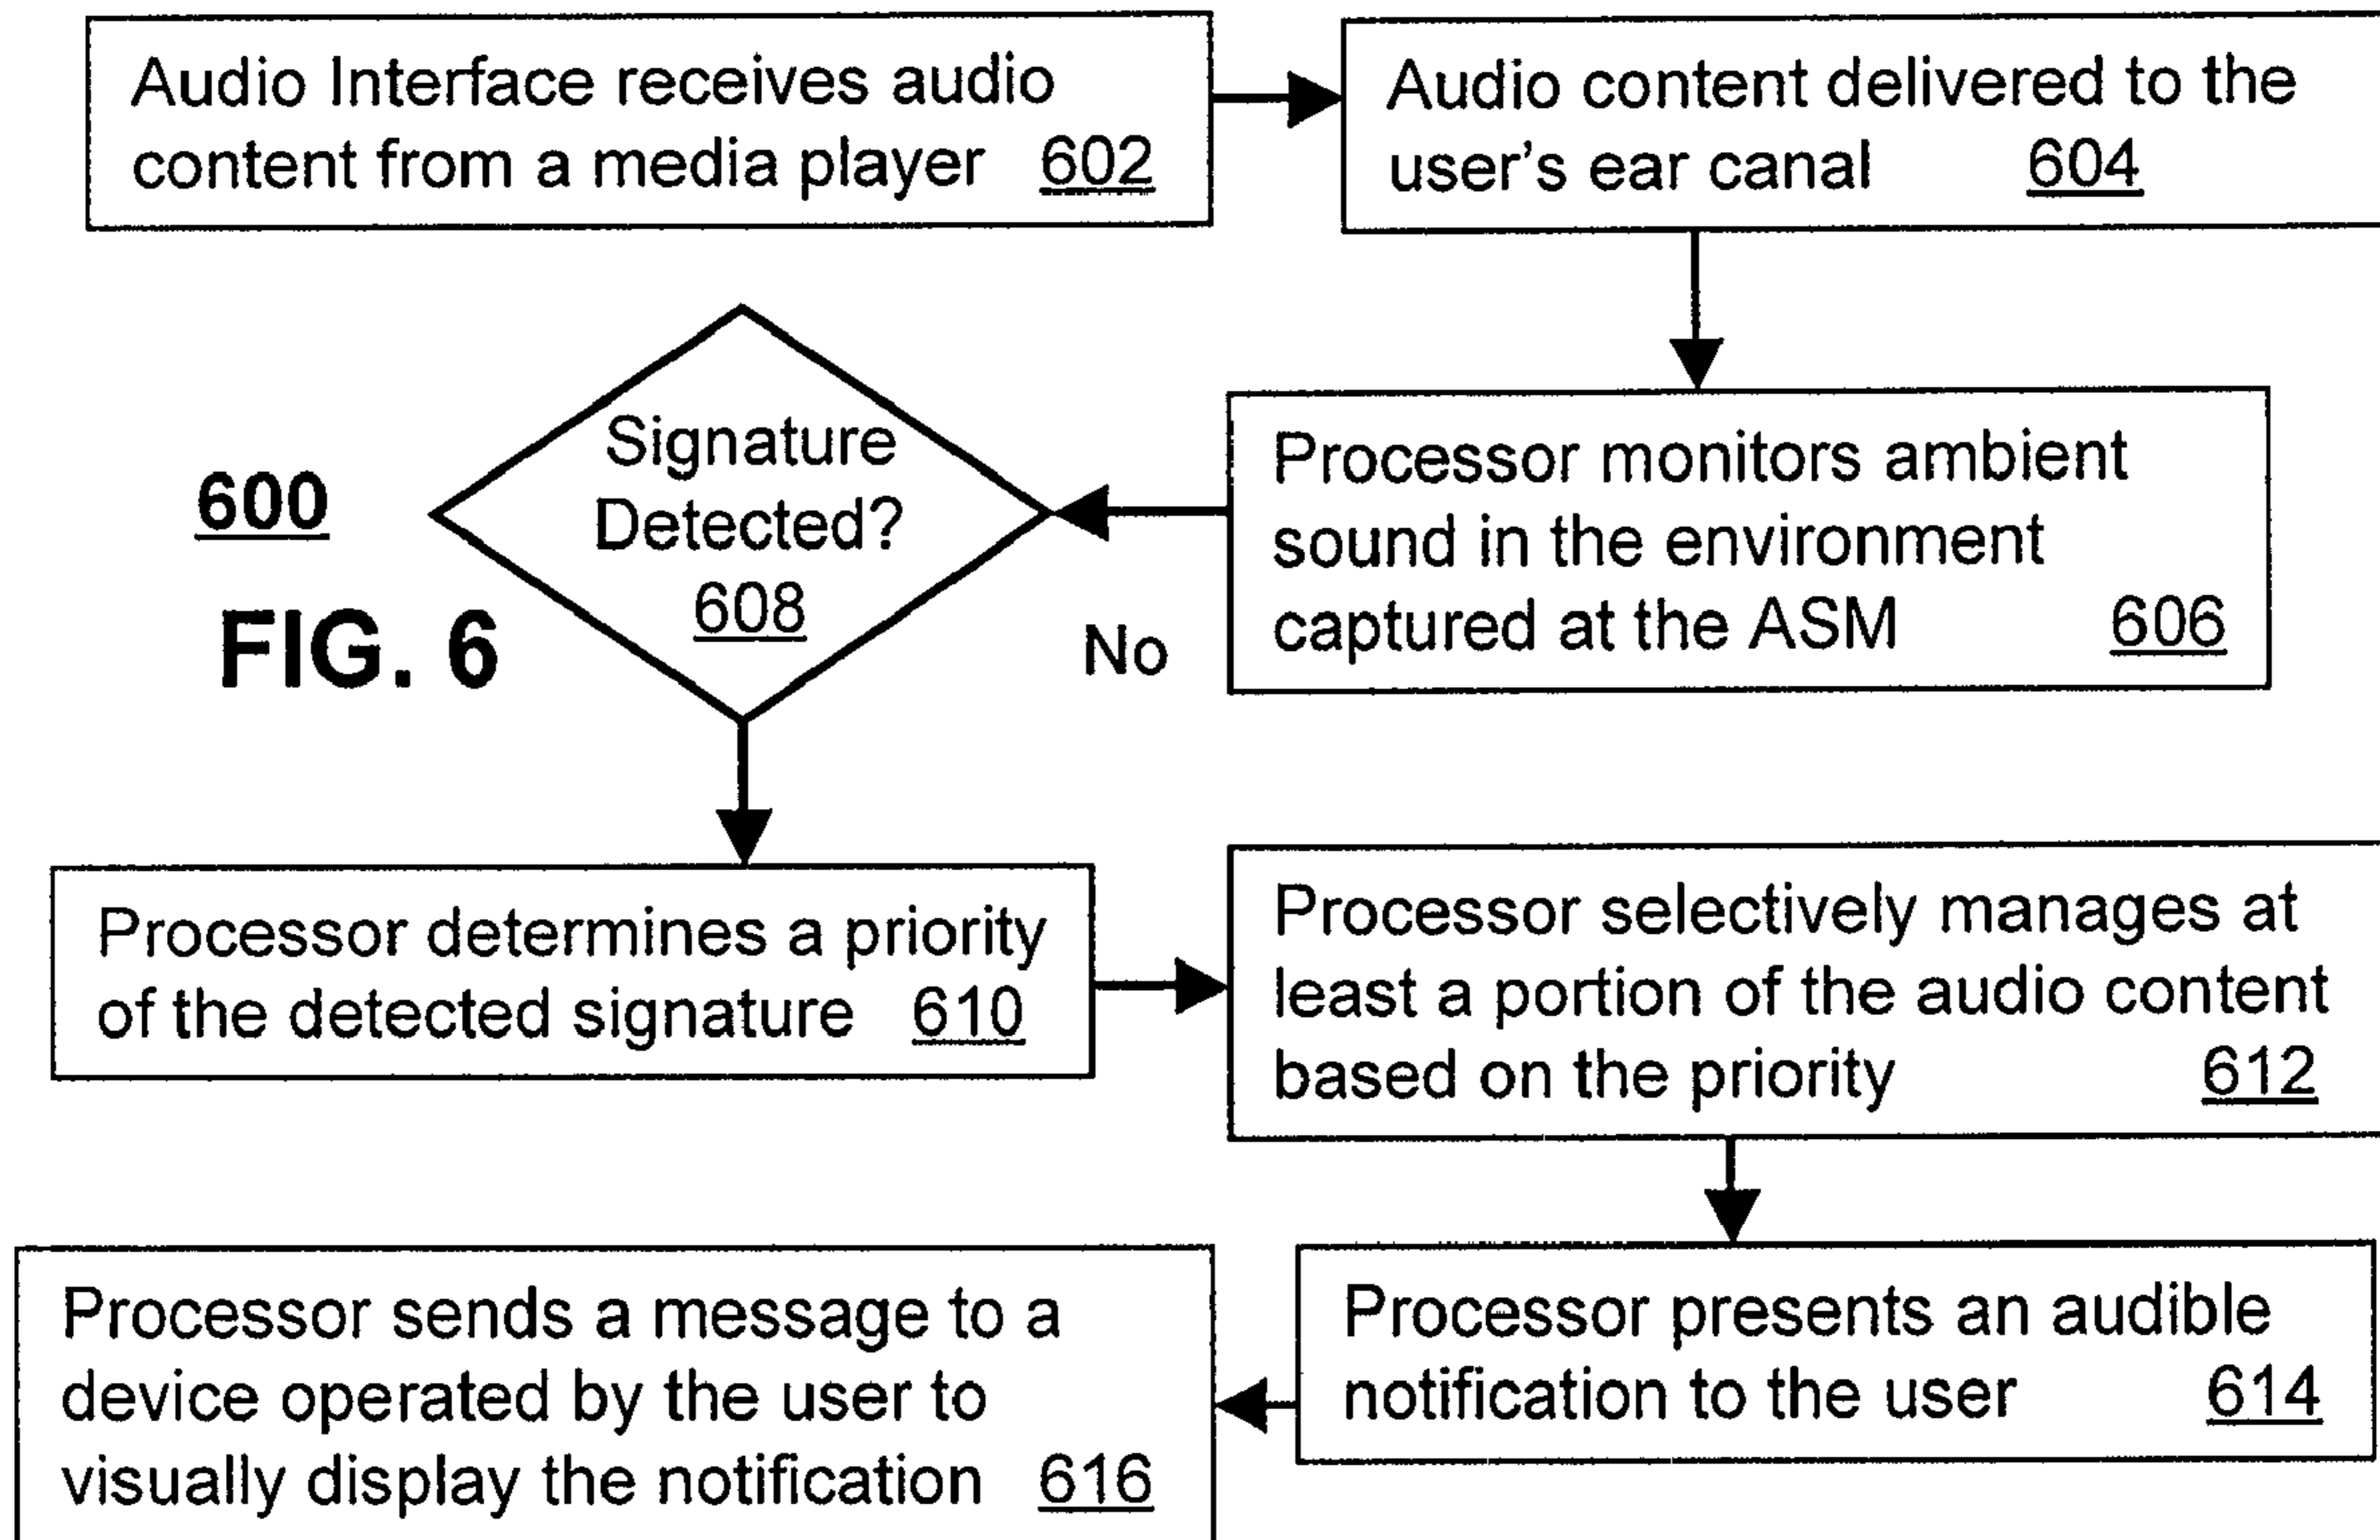 Audio Interface receives audio
content from a media player 602
Audio content delivered to the
user's ear canal 604
Processor monitors ambient
sound in the environment
captured at the ASM 606
Signature
Detected?
608
No
600
FIG. 6
Processor determines a priority
of the detected signature 610
Processor selectively manages at
least a portion of the audio content
based on the priority 612
Processor presents an audible
notification to the user 614
Processor sends a message to a
device operated by the user to
visually display the notification 616